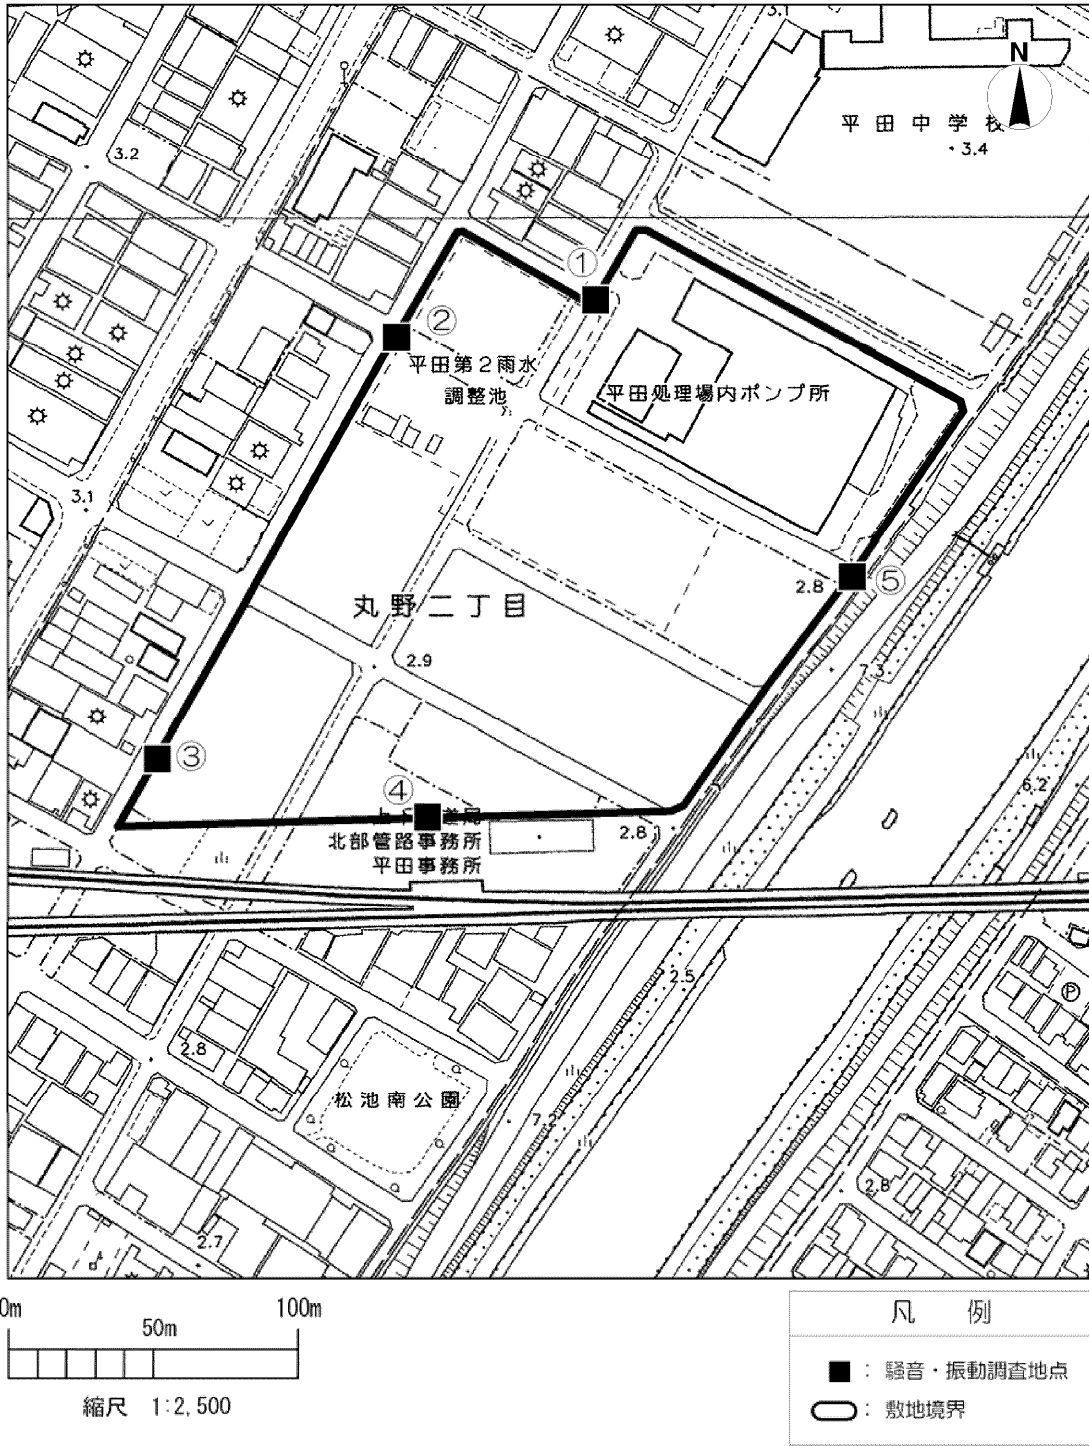 3.1
N
平田中学校
3.4
3.2
①
②
平田第2雨水
調整池
平田処理場内ポンプ所
3.1
⑤
2.8
丸野二丁目
2.9
7.3
③
④
6.2
2.8
北部管路事務所
平田事務所
2.5
P
2.8
松池南公園
7.2
2.8
2.7
0m
50m
100m
縮尺 1:2,500
凡 例
■ : 騒音・振動調査地点
: 敷地境界